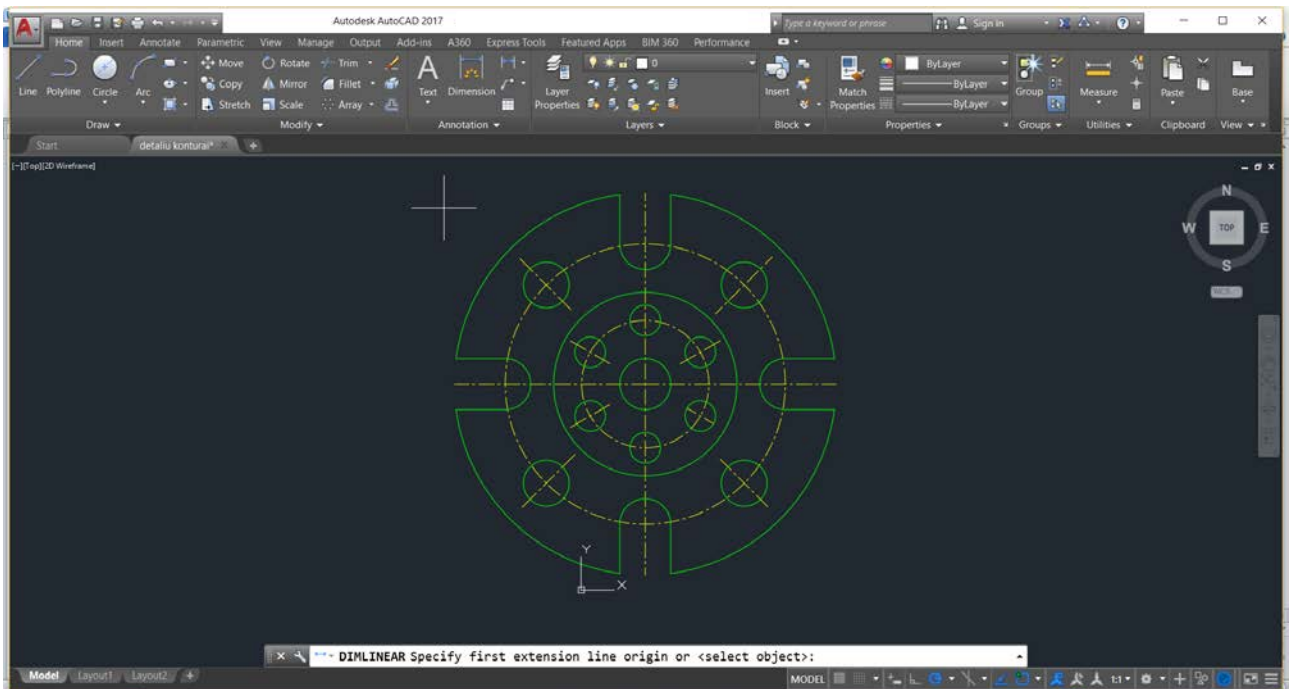 Autodesk AutoCAD 2017
Type a keyword or phrase
Sign In
Home Insert Annotate Parametric View Manage Output Add-ins A360 Express Tools Featured Apps BIM 360 Performance
Line Polyline Circle Arc
Move Rotate Trim
Copy Mirror Fillet
Stretch Scale Array
Text Dimension
Layer Properties
0
Insert
Match Properties
ByLayer
ByLayer
ByLayer
Group
Measure
Paste
Base
Draw Modify Annotation Layers Block Properties Groups Utilities Clipboard View
Start detaliu konturai*
[−][Top][2D Wireframe]
N
W TOP E
S
WCS
Y
X
DIMLINEAR Specify first extension line origin or <select object>:
Model Layout1 Layout2 MODEL 1:1